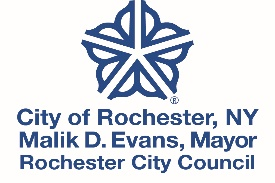 ®
City of Rochester, NY
Malik D. Evans, Mayor
Rochester City Council